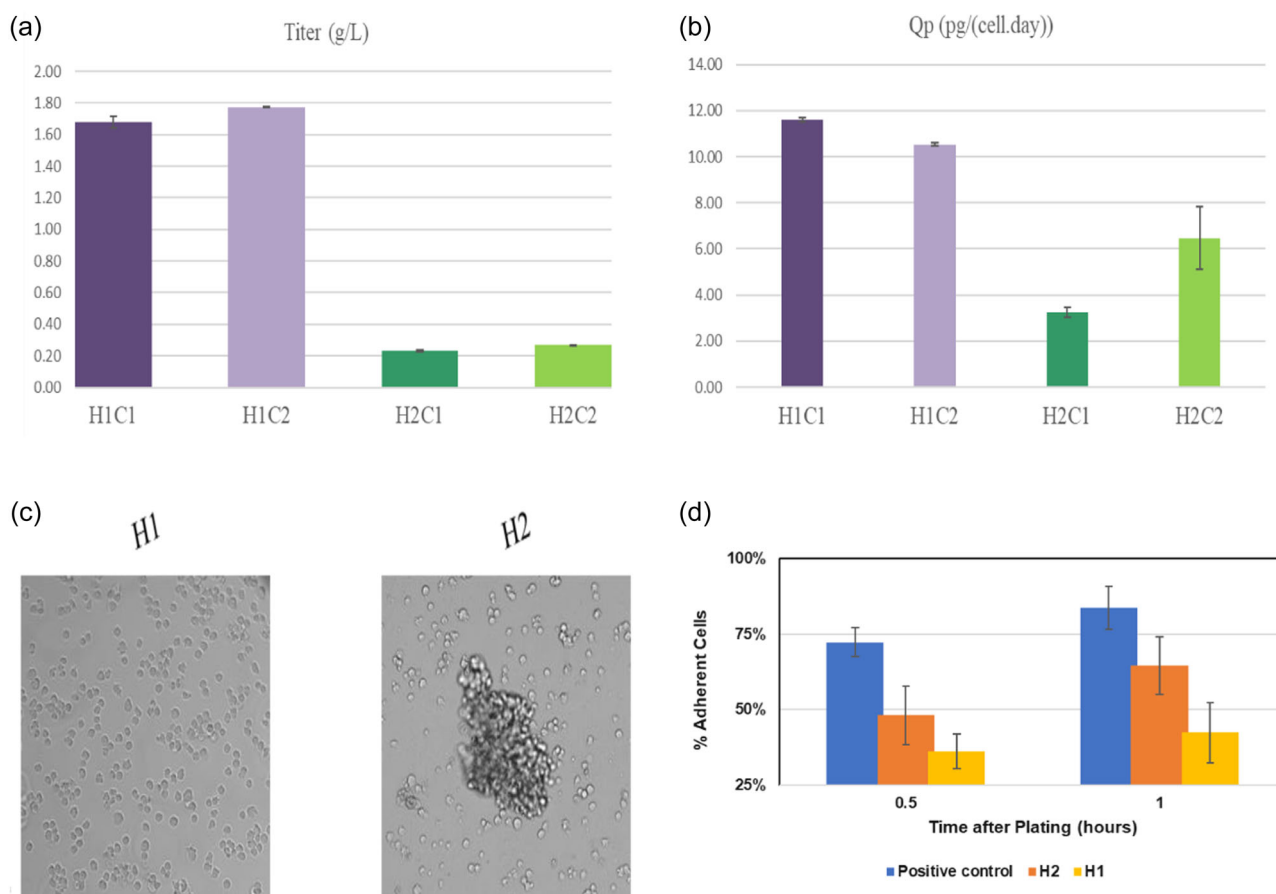 (a)
Titer (g/L)
2.00
1.80
1.60
1.40
1.20
1.00
0.80
0.60
0.40
0.20
0.00
H1C1 H1C2 H2C1 H2C2
(b)
Qp (pg/(cell.day))
14.00
12.00
10.00
8.00
6.00
4.00
2.00
0.00
H1C1 H1C2 H2C1 H2C2
(c)
H1
H2
(d)
100%
75%
50%
25%
% Adherent Cells
0.5 1
Time after Plating (hours)
Positive control H2 H1